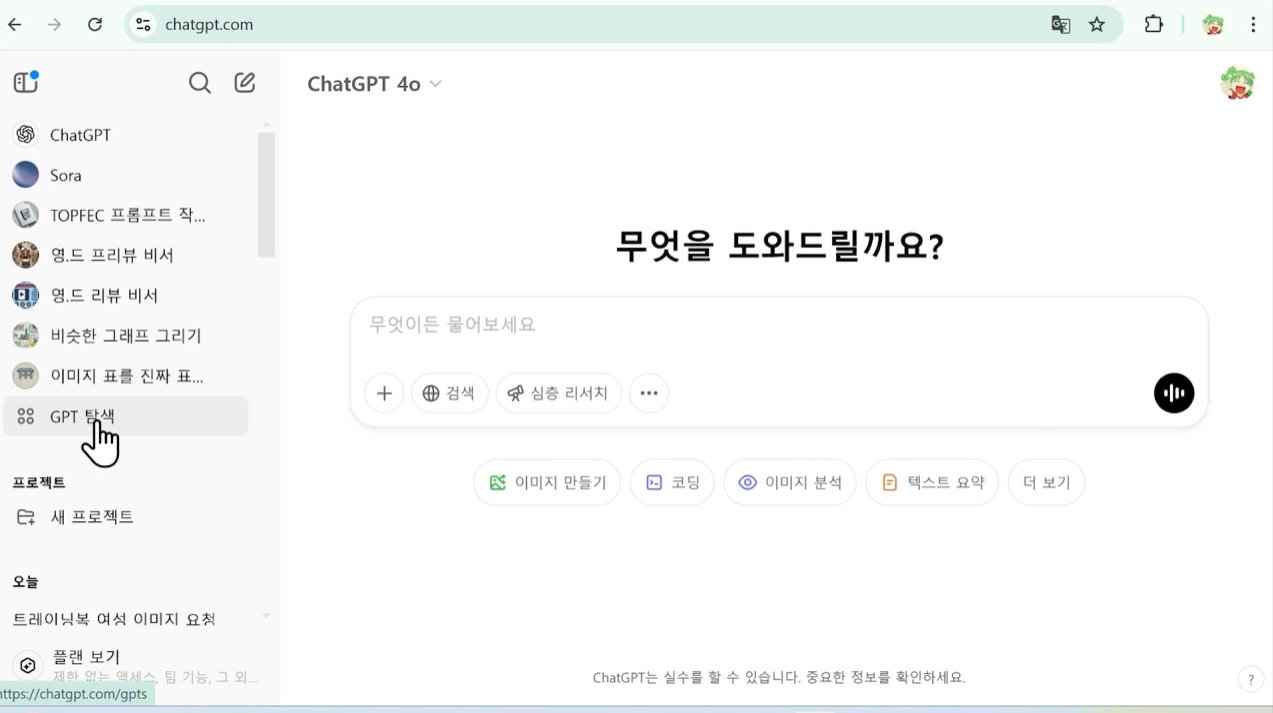 chatgpt.com
ChatGPT 4o
ChatGPT
Sora
TOPFEC 프롬프트 작...
영.드 프리뷰 비서
영.드 리뷰 비서
비슷한 그래프 그리기
이미지 표를 진짜 표...
GPT 탐색
프로젝트
새 프로젝트
오늘
트레이닝복 여성 이미지 요청
플랜 보기
제한 없는 액세스, 팀 기능, 그 외...
https://chatgpt.com/gpts
무엇을 도와드릴까요?
무엇이든 물어보세요
검색
심층 리서치
이미지 만들기
코딩
이미지 분석
텍스트 요약
더 보기
ChatGPT는 실수를 할 수 있습니다. 중요한 정보를 확인하세요.
?